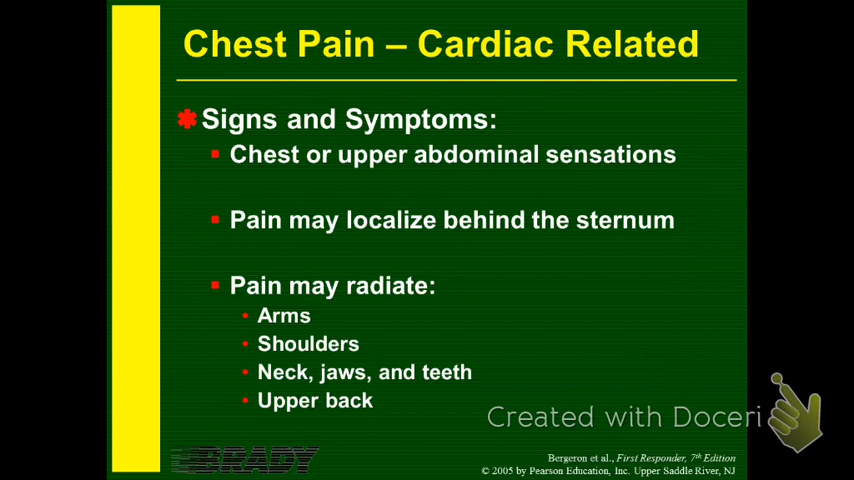 Chest Pain – Cardiac Related
Signs and Symptoms:
Chest or upper abdominal sensations
Pain may localize behind the sternum
Pain may radiate:
Arms
Shoulders
Neck, jaws, and teeth
Upper back
Created with Doceri
BRADY
Bergeron et al., First Responder, 7th Edition
© 2005 by Pearson Education, Inc. Upper Saddle River, NJ